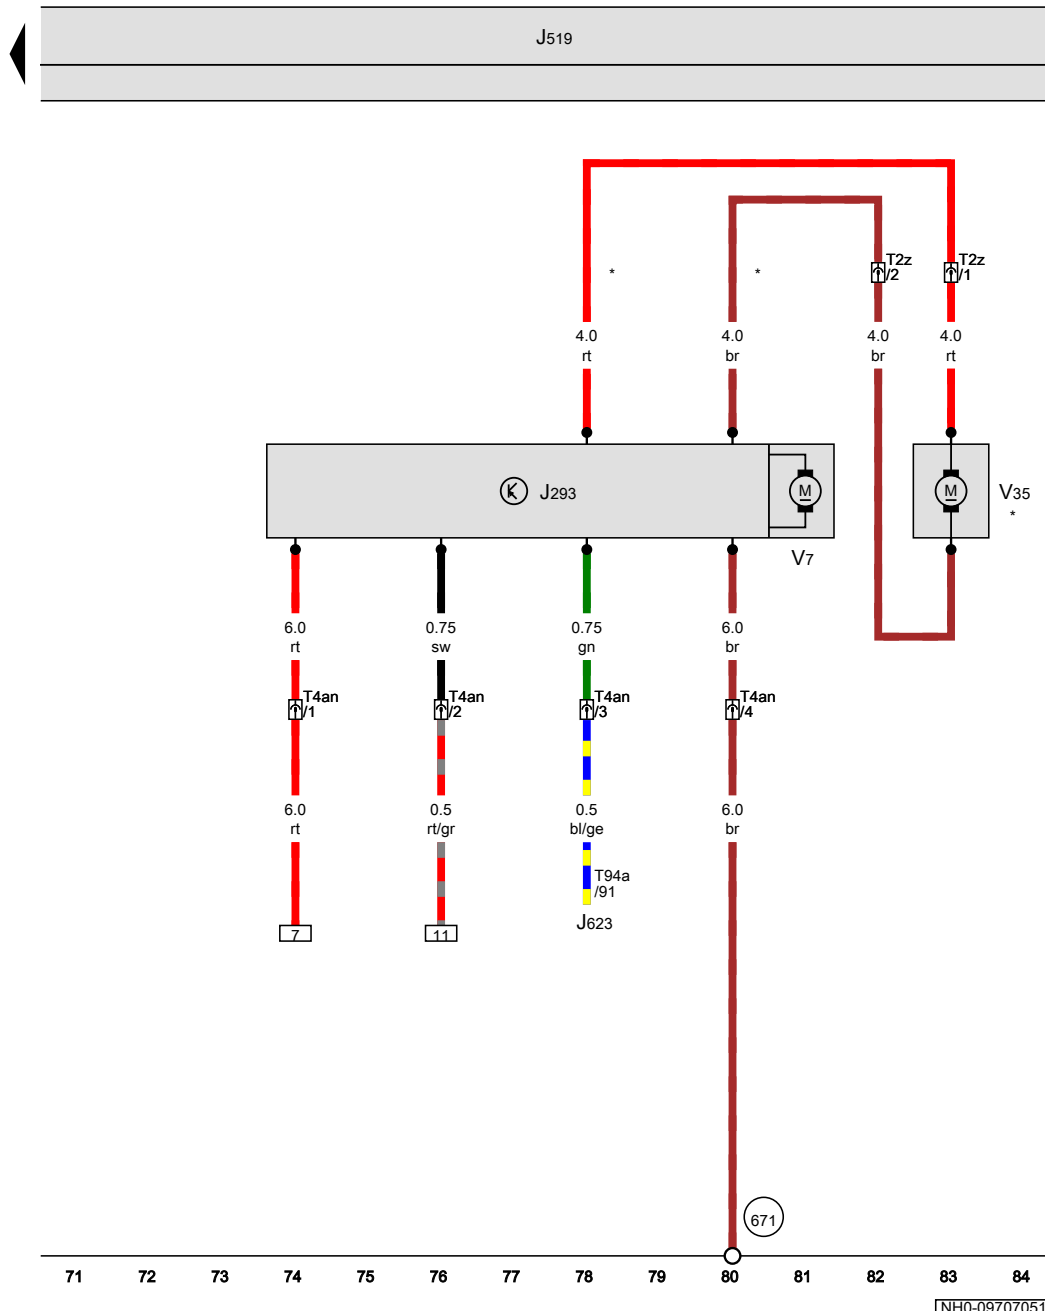 J519
T2z
/2
T2z
/1
*
*
4.0
rt
4.0
br
4.0
br
4.0
rt
J293
M
M
V35
*
V7
6.0
rt
0.75
sw
0.75
gn
6.0
br
T4an
/1
T4an
/2
T4an
/3
T4an
/4
6.0
rt
0.5
rt/gr
0.5
bl/ge
6.0
br
T94a
/91
J623
7
11
671
71 72 73 74 75 76 77 78 79 80 81 82 83 84
NH0-09707051